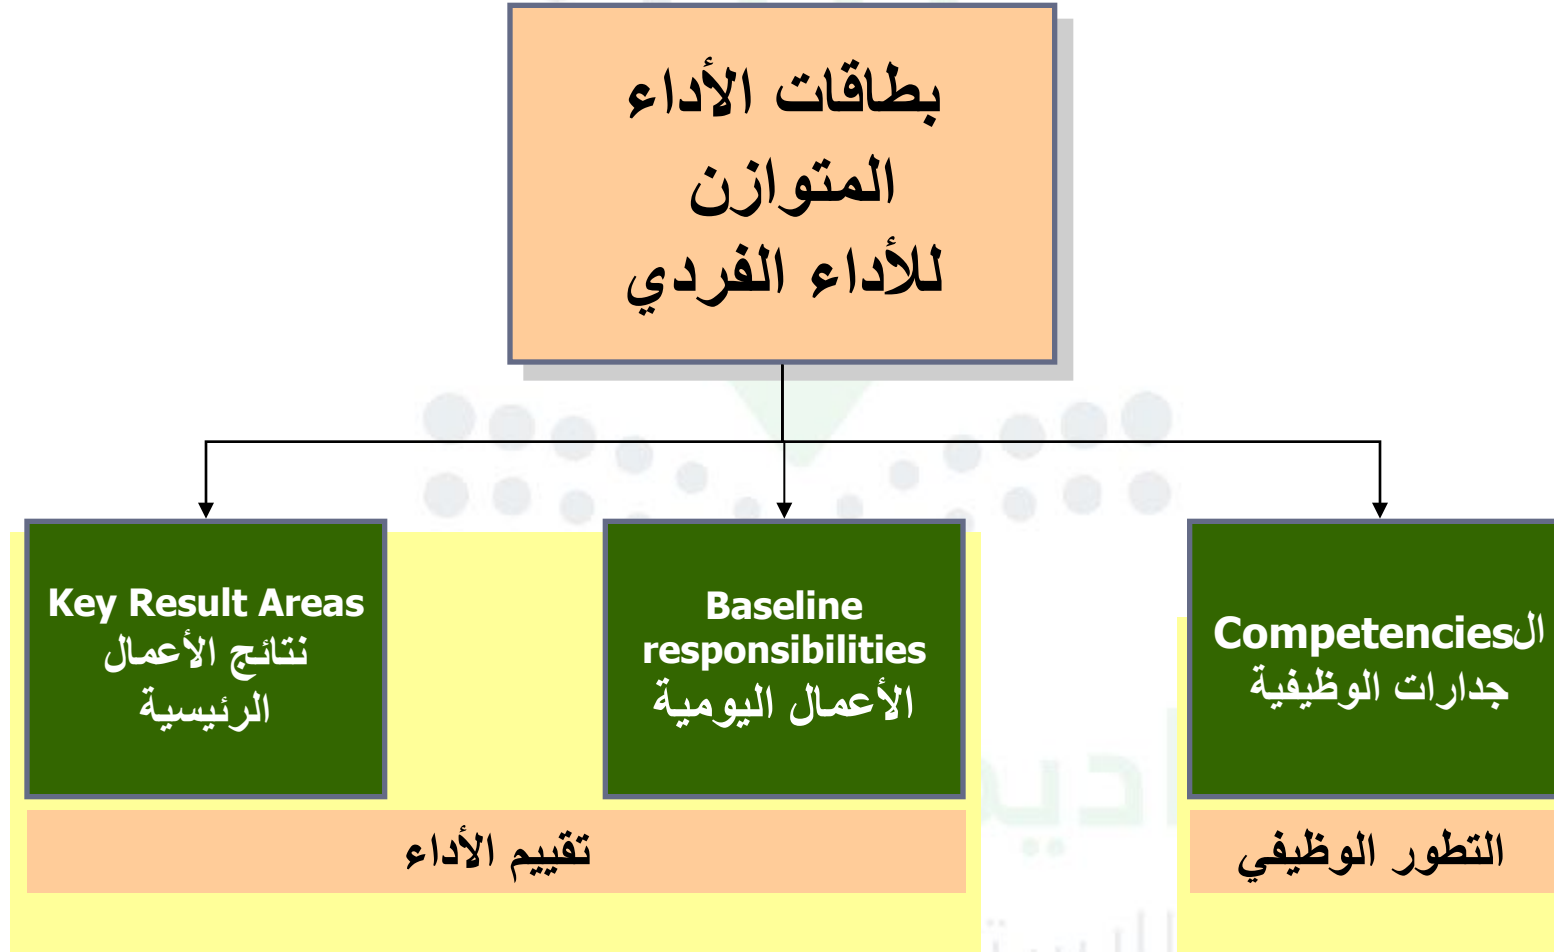 بطاقات الأداء
المتوازن
للأداء الفردي
Key Result Areas
نتائج الأعمال
الرئيسية
Baseline
responsibilities
الأعمال اليومية
الCompetencies
جدارات الوظيفية
تقييم الأداء
التطور الوظيفي